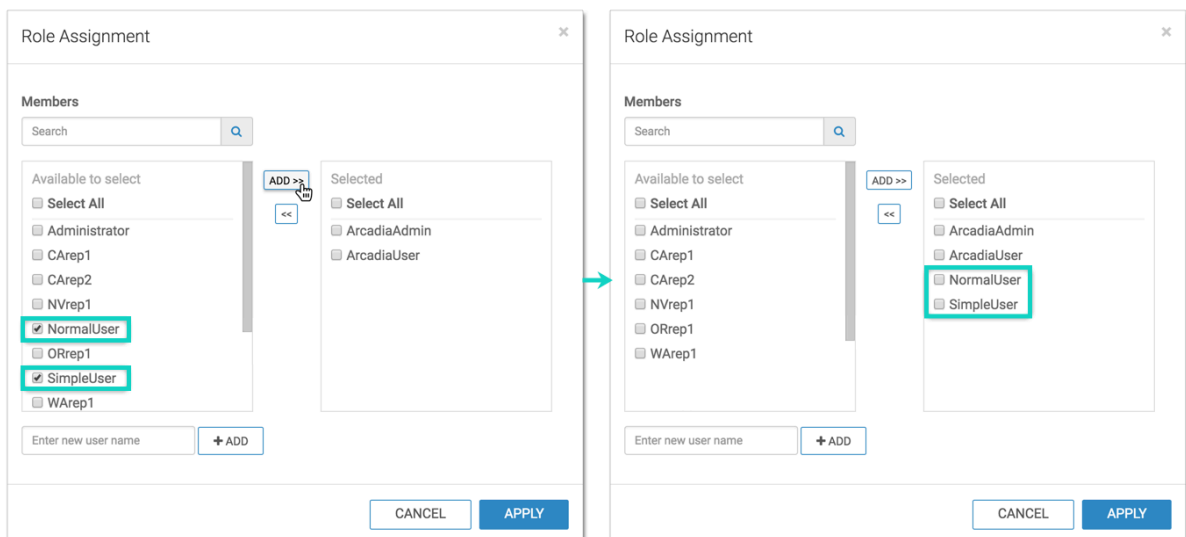 Role Assignment
×
Members
Search
Available to select
Select All
Administrator
CArep1
CArep2
NVrep1
NormalUser
ORrep1
SimpleUser
WArep1
ADD >>
<<
Selected
Select All
ArcadiaAdmin
ArcadiaUser
Enter new user name
+ ADD
CANCEL
APPLY
Role Assignment
×
Members
Search
Available to select
Select All
Administrator
CArep1
CArep2
NVrep1
ORrep1
WArep1
ADD >>
<<
Selected
Select All
ArcadiaAdmin
ArcadiaUser
NormalUser
SimpleUser
Enter new user name
+ ADD
CANCEL
APPLY